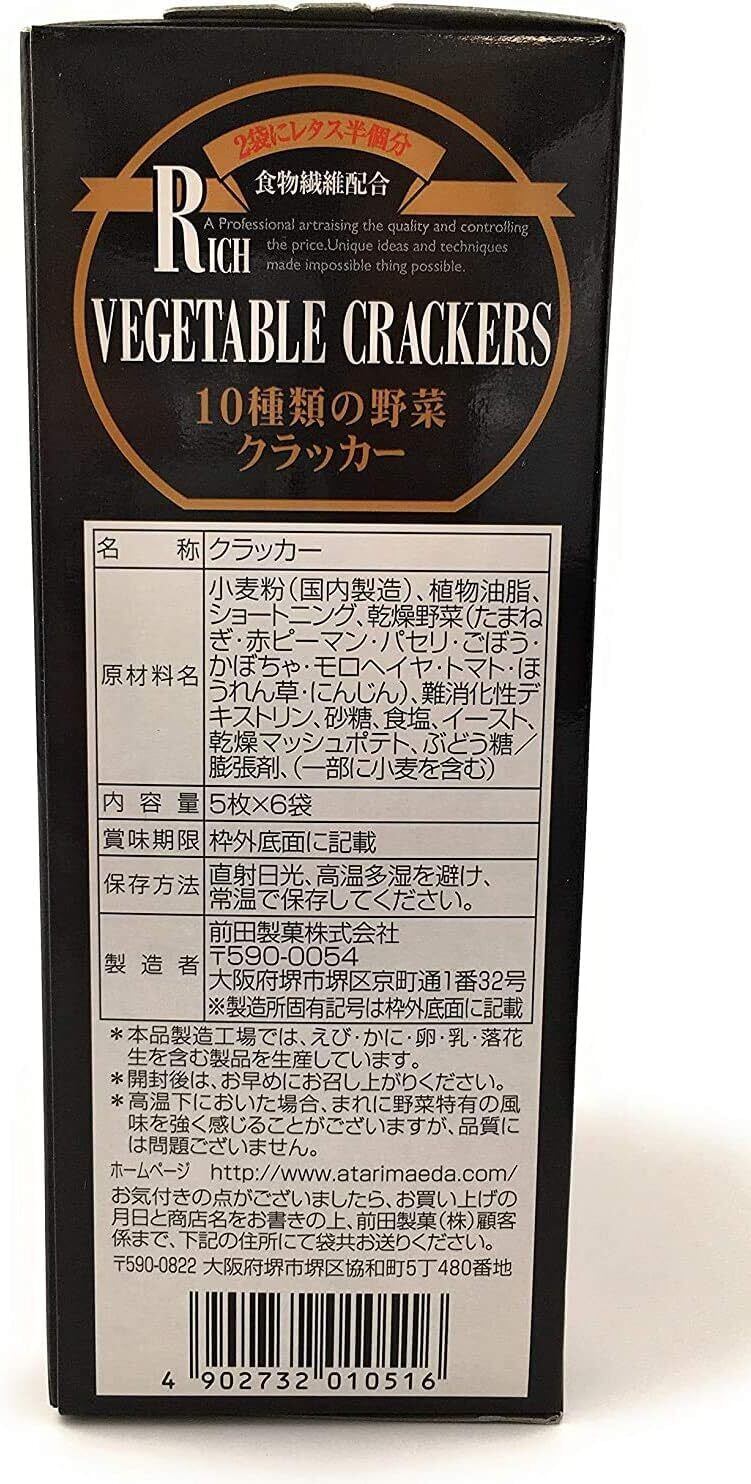 2袋にレタス半個分
食物繊維配合
RICH
A Professional artraising the quality and controlling
the price.Unique ideas and techniques
made impossible thing possible.
VEGETABLE CRACKERS
10種類の野菜
クラッカー
名 称 クラッカー
原材料名 小麦粉(国内製造)、植物油脂、
ショートニング、乾燥野菜(たまね
ぎ・赤ピーマン・パセリ・ごぼう・
かぼちゃ・モロヘイヤ・トマト・ほ
うれん草・にんじん)、難消化性デ
キストリン、砂糖、食塩、イースト、
乾燥マッシュポテト、ぶどう糖/
膨張剤、(一部に小麦を含む)
内容量 5枚×6袋
賞味期限 枠外底面に記載
保存方法 直射日光、高温多湿を避け、
常温で保存してください。
製造者 前田製菓株式会社
〒590-0054
大阪府堺市堺区京町通1番32号
※製造所固有記号は枠外底面に記載
*本品製造工場では、えび・かに・卵・乳・落花
生を含む製品を生産しています。
*開封後は、お早めにお召し上がりください。
*高温下においた場合、まれに野菜特有の風
味を強く感じることがございますが、品質に
は問題ございません。
ホームページ http://www.atarimaeda.com/
お気付きの点がございましたら、お買い上げの
月日と商店名をお書きの上、前田製菓(株)顧客
係まで、下記の住所にて袋共お送りください。
〒590-0822 大阪府堺市堺区協和町5丁480番地
4 902732 010516